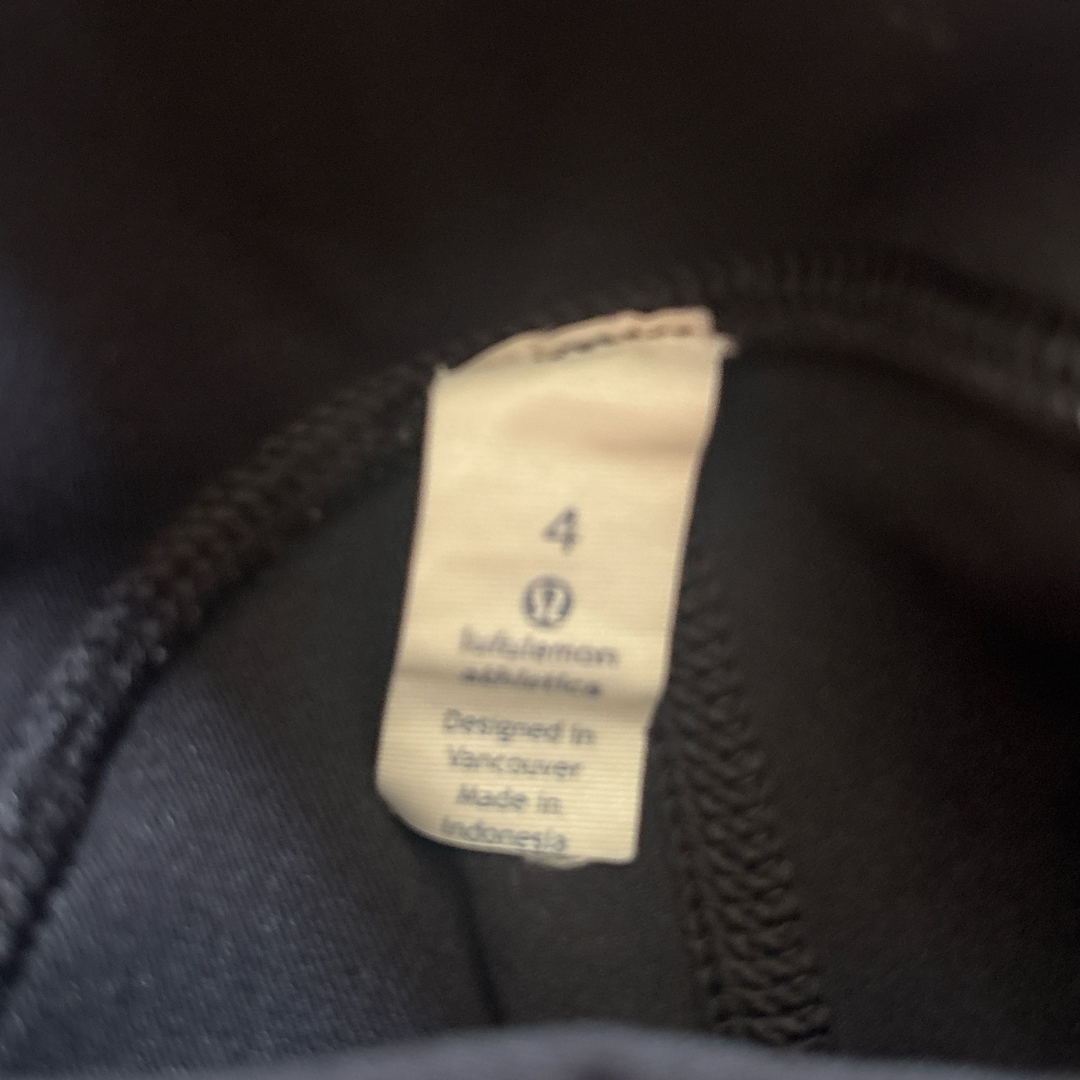 4
lululemon
athletica
Designed in
Vancouver
Made in
Indonesia